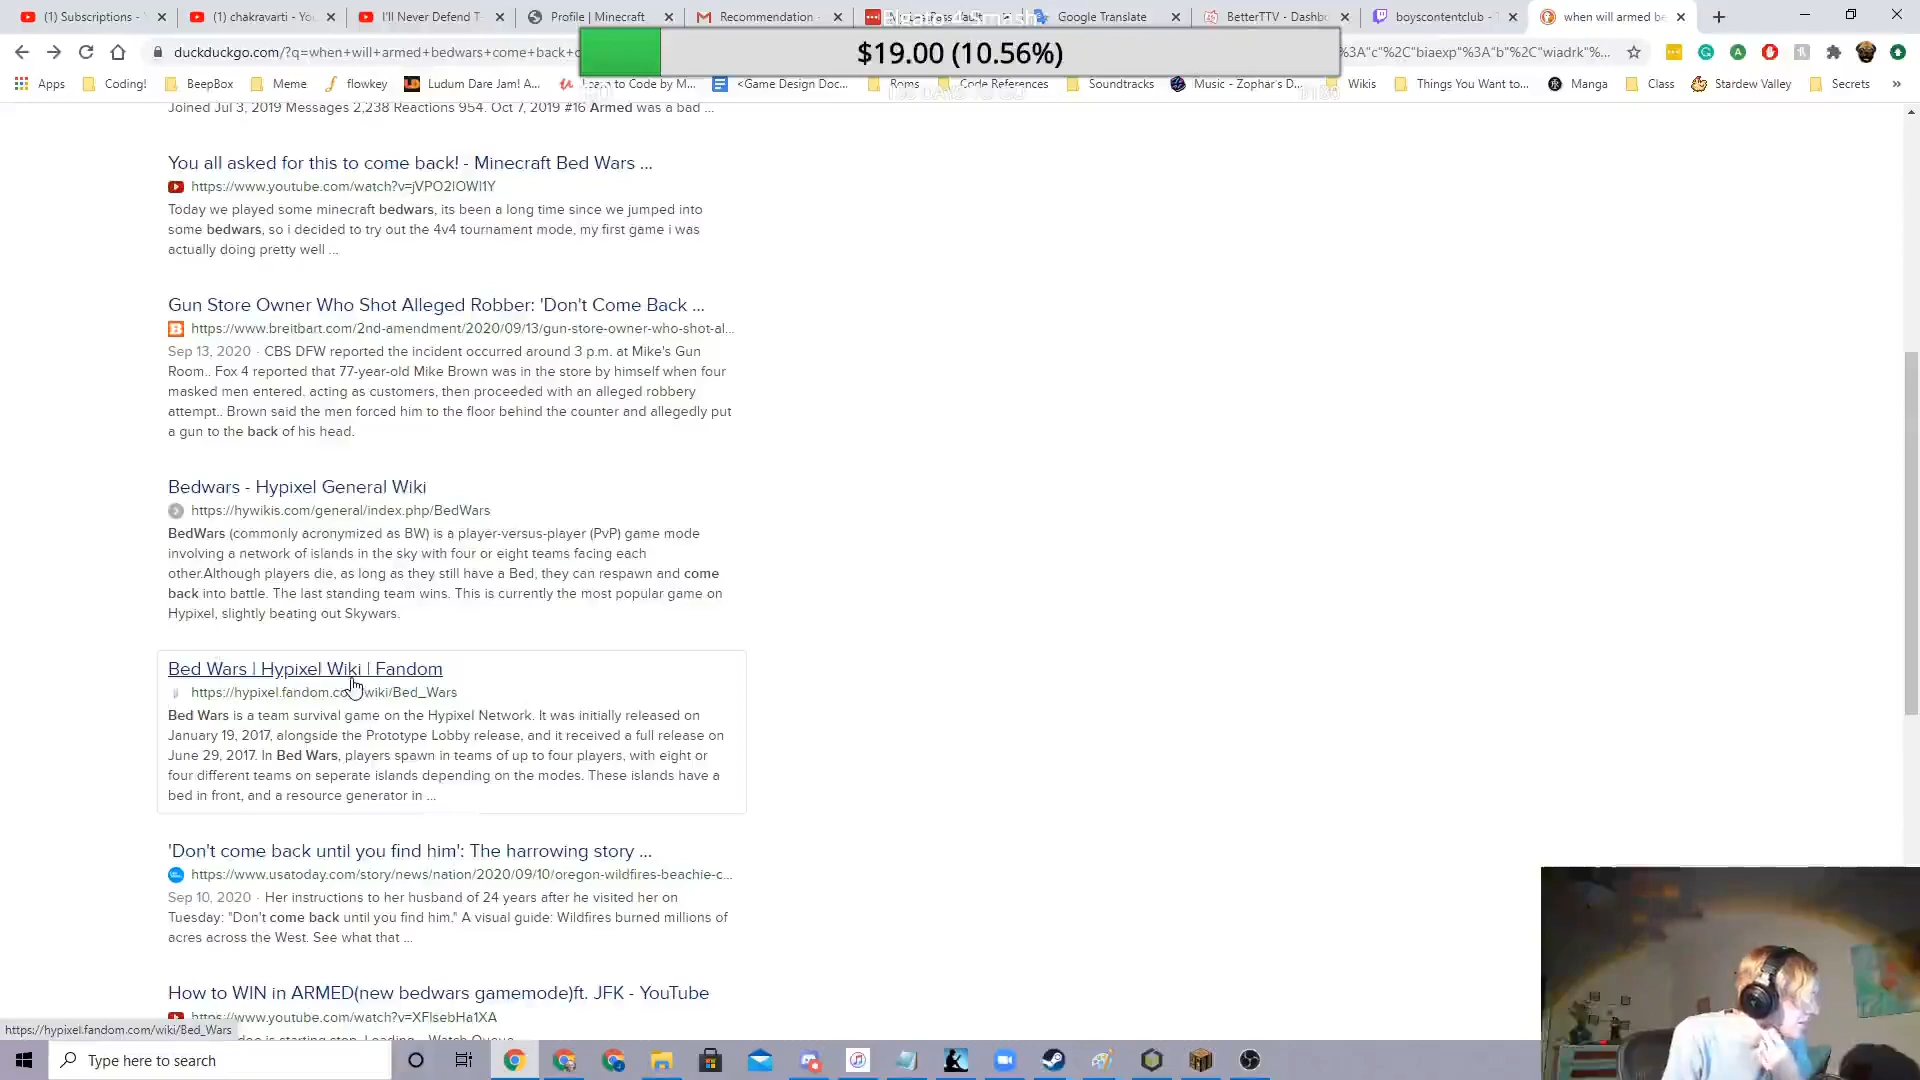 (1) Subscriptions -
(1) chakravarti - You
I'll Never Defend T
Profile | Minecraft
Recommendation
Elgato 4 Smash
Google Translate
BetterTTV - Dashbo
boyscontentclub - T
when will armed be
duckduckgo.com/?q=when+will+armed+bedwars+come+back
$19.00 (10.56%)
%3A"c"%2C"biaexp"%3A"b"%2C"wiadrk"%...
Apps
Coding!
BeepBox
Meme
flowkey
Ludum Dare Jam! A...
Learn to Code by M...
<Game Design Doc...
Roms
Code References
Soundtracks
Music - Zophar's D...
Wikis
Things You Want to...
Manga
Class
Stardew Valley
Secrets
»
Joined Jul 3, 2019 Messages 2,238 Reactions 954. Oct 7, 2019 #16 Armed was a bad ...
You all asked for this to come back! - Minecraft Bed Wars ...
https://www.youtube.com/watch?v=jVPO2IOWl1Y
Today we played some minecraft bedwars, its been a long time since we jumped into
some bedwars, so i decided to try out the 4v4 tournament mode, my first game i was
actually doing pretty well ...
Gun Store Owner Who Shot Alleged Robber: 'Don't Come Back ...
https://www.breitbart.com/2nd-amendment/2020/09/13/gun-store-owner-who-shot-al...
Sep 13, 2020 · CBS DFW reported the incident occurred around 3 p.m. at Mike's Gun
Room.. Fox 4 reported that 77-year-old Mike Brown was in the store by himself when four
masked men entered. acting as customers, then proceeded with an alleged robbery
attempt.. Brown said the men forced him to the floor behind the counter and allegedly put
a gun to the back of his head.
Bedwars - Hypixel General Wiki
https://hywikis.com/general/index.php/BedWars
BedWars (commonly acronymized as BW) is a player-versus-player (PvP) game mode
involving a network of islands in the sky with four or eight teams facing each
other.Although players die, as long as they still have a Bed, they can respawn and come
back into battle. The last standing team wins. This is currently the most popular game on
Hypixel, slightly beating out Skywars.
Bed Wars | Hypixel Wiki | Fandom
https://hypixel.fandom.co wiki/Bed_Wars
Bed Wars is a team survival game on the Hypixel Network. It was initially released on
January 19, 2017, alongside the Prototype Lobby release, and it received a full release on
June 29, 2017. In Bed Wars, players spawn in teams of up to four players, with eight or
four different teams on seperate islands depending on the modes. These islands have a
bed in front, and a resource generator in ...
'Don't come back until you find him': The harrowing story ...
https://www.usatoday.com/story/news/nation/2020/09/10/oregon-wildfires-beachie-c...
Sep 10, 2020 · Her instructions to her husband of 24 years after he visited her on
Tuesday: "Don't come back until you find him." A visual guide: Wildfires burned millions of
acres across the West. See what that ...
How to WIN in ARMED(new bedwars gamemode)ft. JFK - YouTube
https://www.youtube.com/watch?v=XFlsebHa1XA
https://hypixel.fandom.com/wiki/Bed_Wars
Type here to search